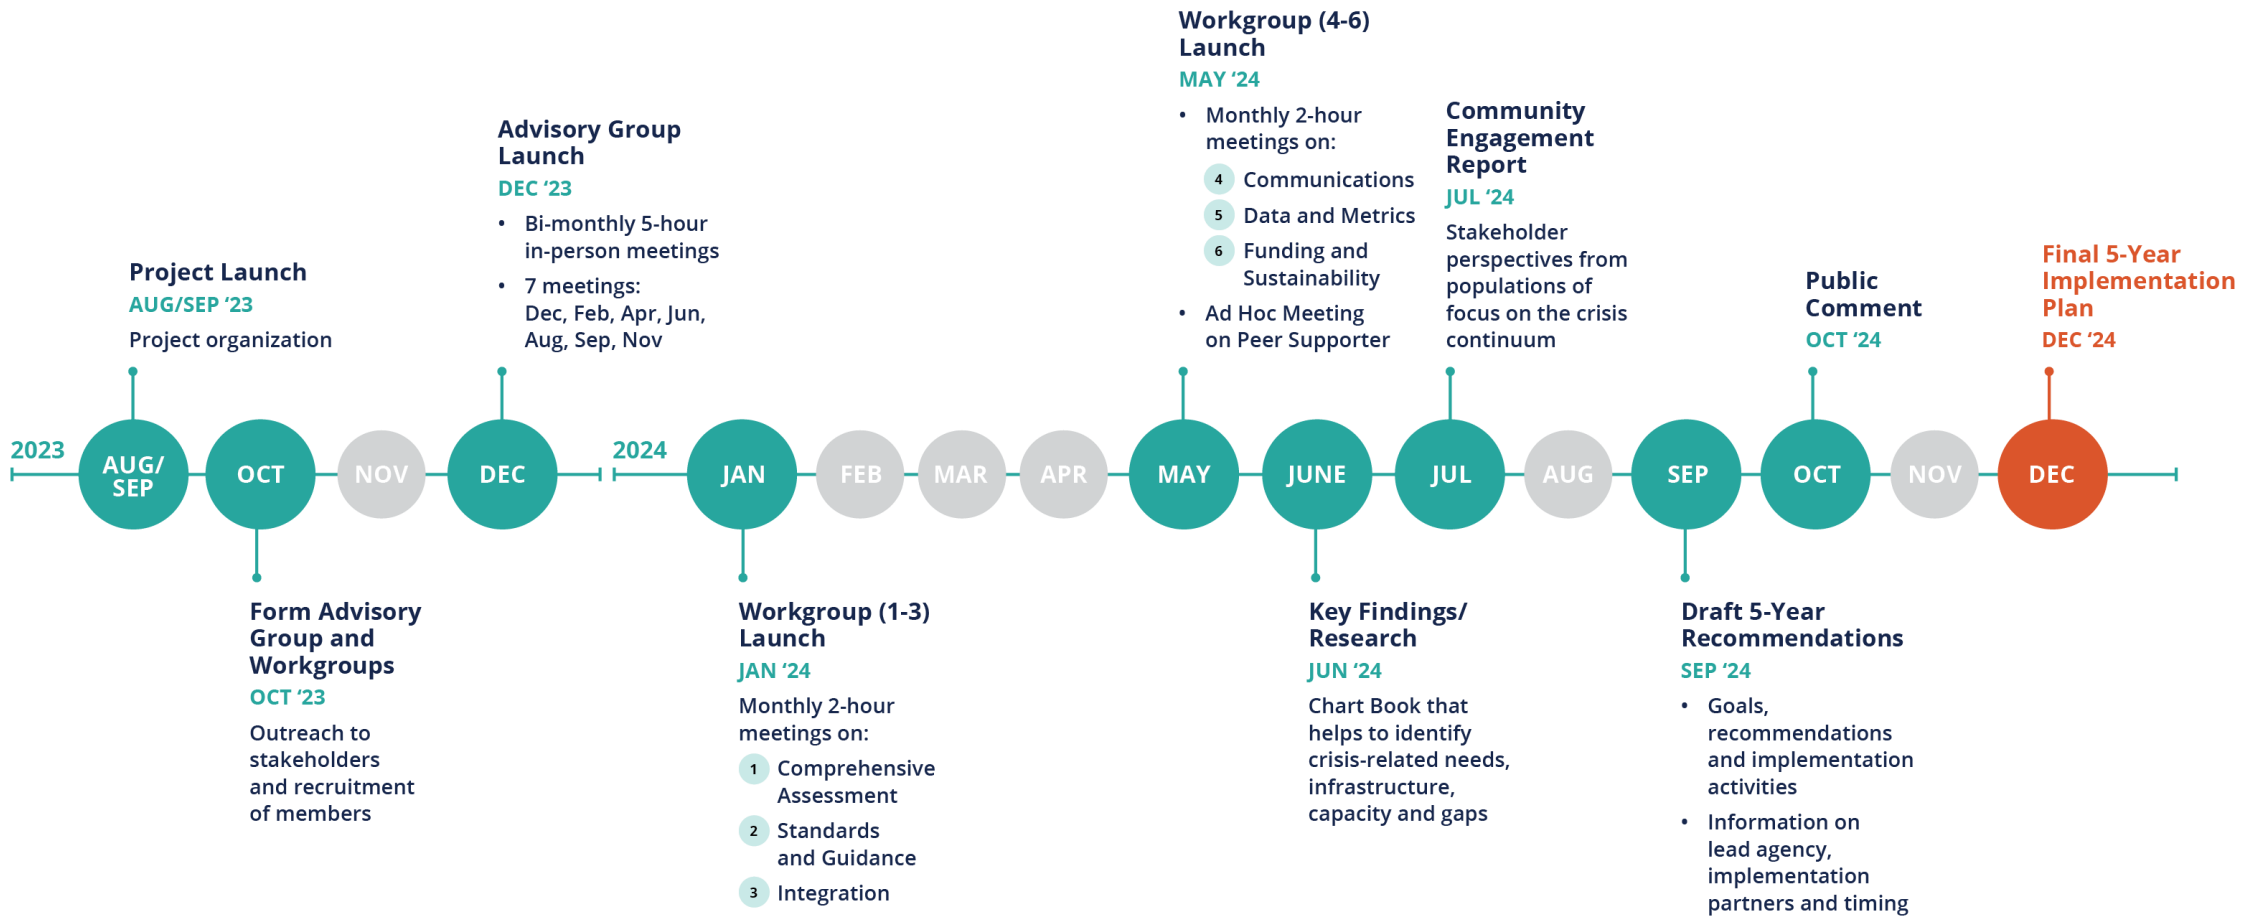 Project Launch
AUG/SEP ‘23
Project organization
Advisory Group
Launch
DEC ‘23
• Bi-monthly 5-hour
in-person meetings
• 7 meetings:
Dec, Feb, Apr, Jun,
Aug, Sep, Nov
Workgroup (4-6)
Launch
MAY ‘24
• Monthly 2-hour
meetings on:
4 Communications
5 Data and Metrics
6 Funding and
Sustainability
• Ad Hoc Meeting
on Peer Supporter
Community
Engagement
Report
JUL ‘24
Stakeholder
perspectives from
populations of
focus on the crisis
continuum
Public
Comment
OCT ‘24
Final 5-Year
Implementation
Plan
DEC ‘24
2023
AUG/
SEP
OCT
NOV
DEC
2024
JAN
FEB
MAR
APR
MAY
JUNE
JUL
AUG
SEP
OCT
NOV
DEC
Form Advisory
Group and
Workgroups
OCT ‘23
Outreach to
stakeholders
and recruitment
of members
Workgroup (1-3)
Launch
JAN ‘24
Monthly 2-hour
meetings on:
1 Comprehensive
Assessment
2 Standards
and Guidance
3 Integration
Key Findings/
Research
JUN ‘24
Chart Book that
helps to identify
crisis-related needs,
infrastructure,
capacity and gaps
Draft 5-Year
Recommendations
SEP ‘24
• Goals,
recommendations
and implementation
activities
• Information on
lead agency,
implementation
partners and timing